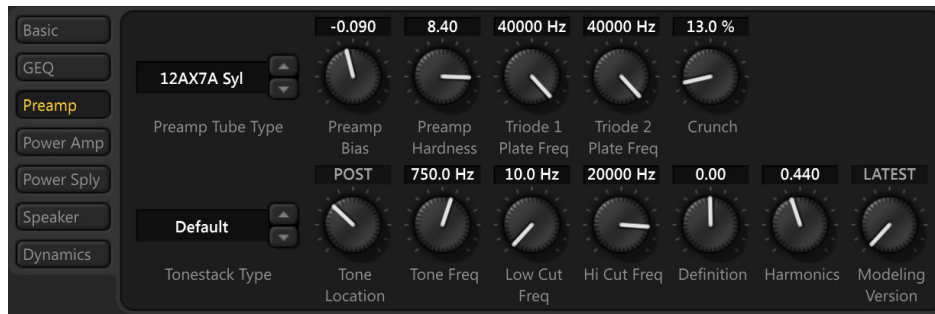 Basic
GEQ
Preamp
Power Amp
Power Sply
Speaker
Dynamics
-0.090 8.40 40000 Hz 40000 Hz 13.0 %
12AX7A Syl
Preamp Tube Type
Preamp Bias
Preamp Hardness
Triode 1 Plate Freq
Triode 2 Plate Freq
Crunch
POST 750.0 Hz 10.0 Hz 20000 Hz 0.00 0.440 LATEST
Default
Tonestack Type
Tone Location
Tone Freq
Low Cut Freq
Hi Cut Freq
Definition
Harmonics
Modeling Version